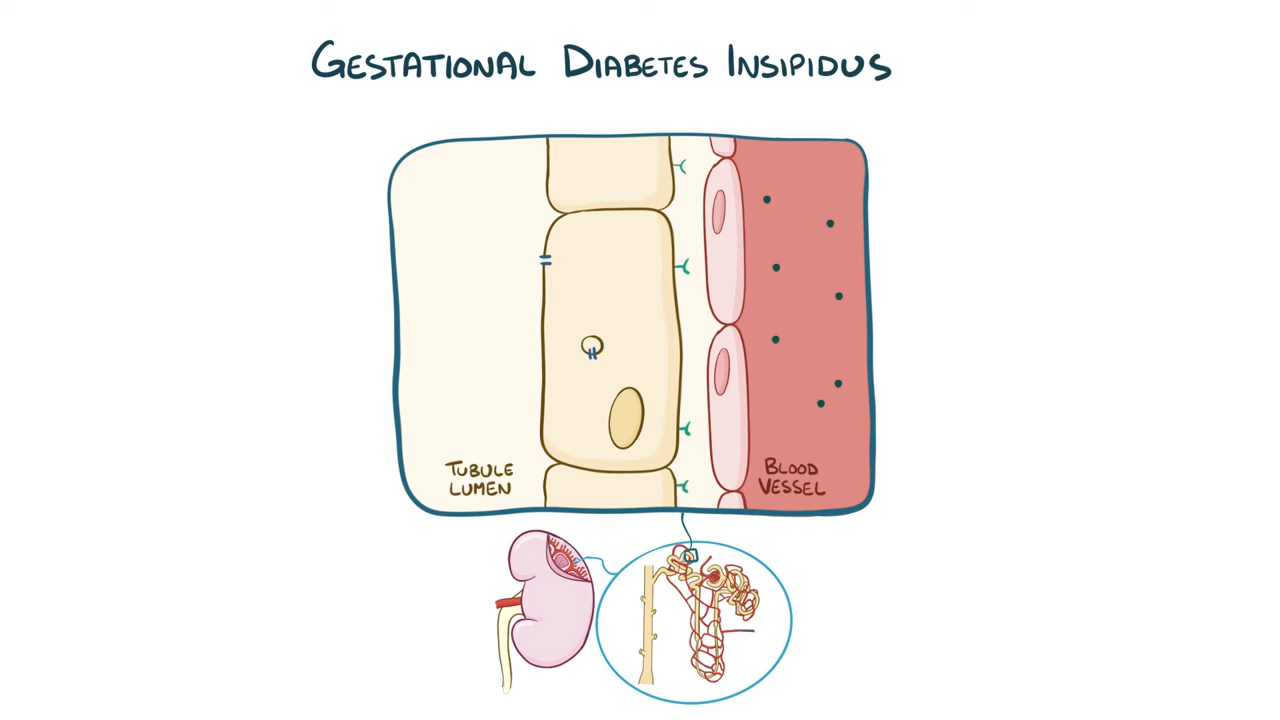 GESTATIONAL DIABETES INSIPIDUS
TUBULE
LUMEN
BLOOD
VESSEL